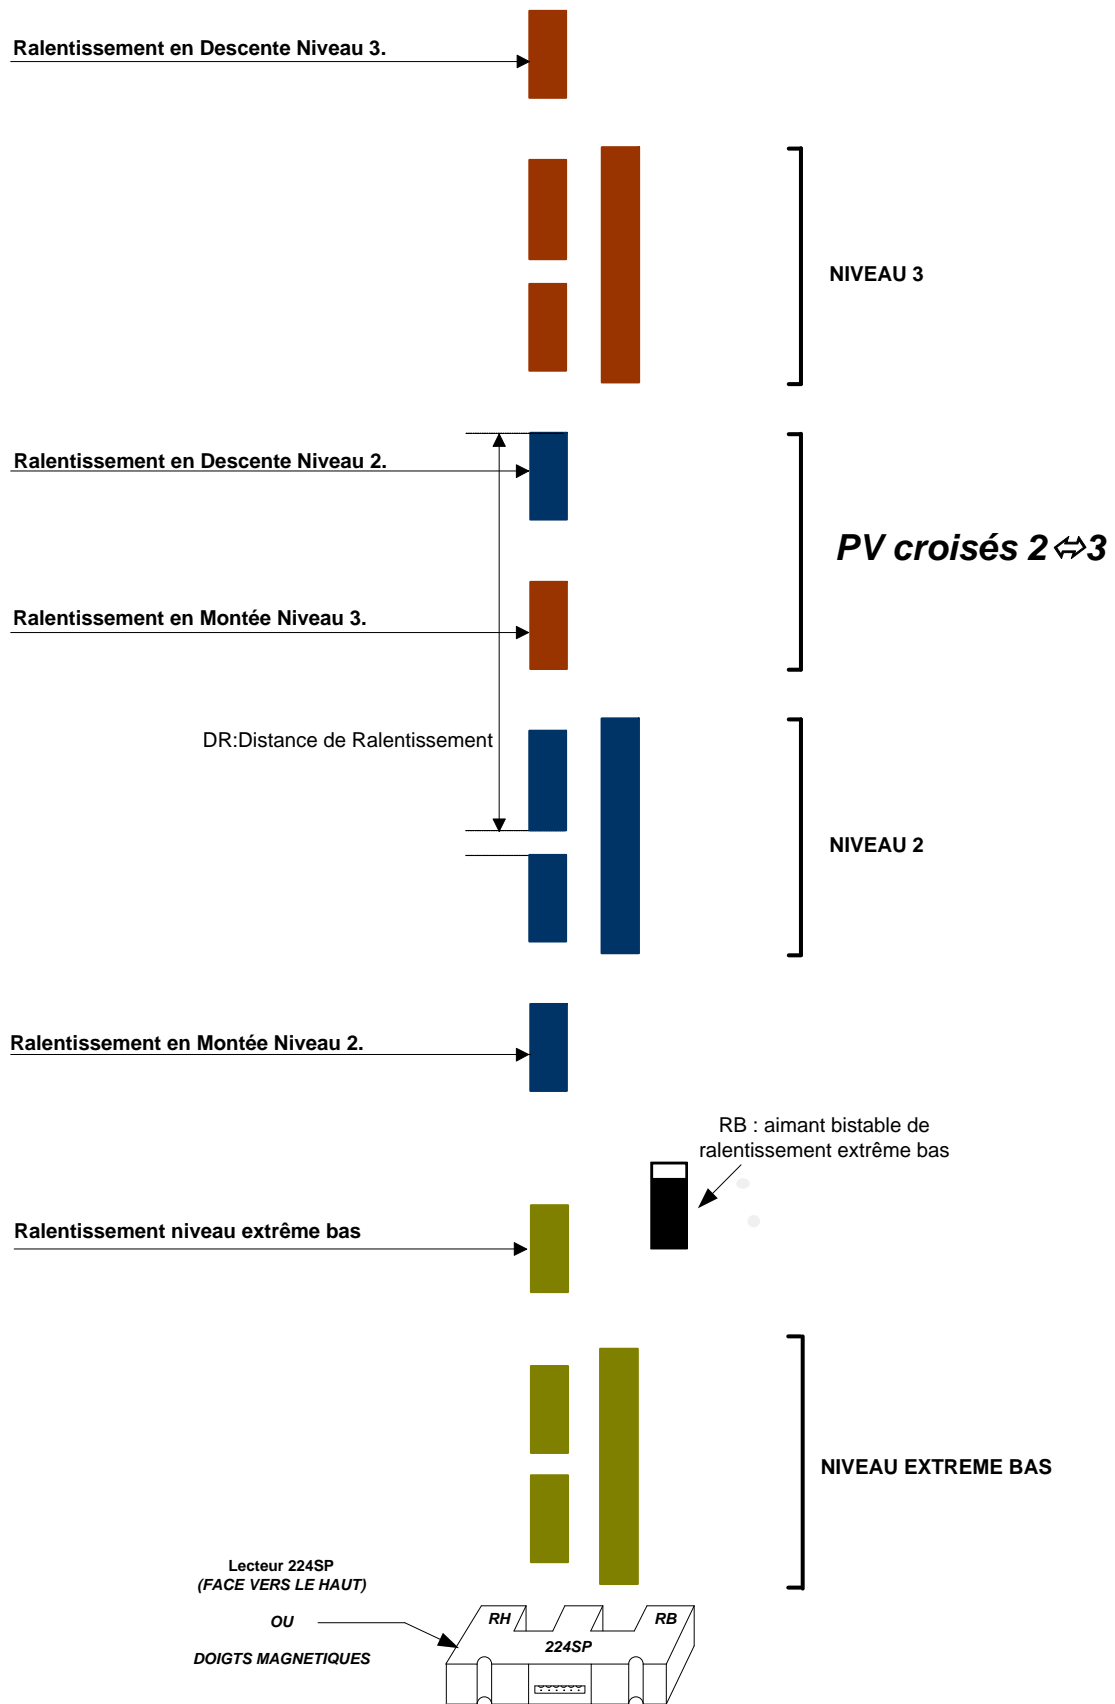 Ralentissement en Descente Niveau 3.
NIVEAU 3
Ralentissement en Descente Niveau 2.
PV croisés 2⬄3
Ralentissement en Montée Niveau 3.
DR:Distance de Ralentissement
NIVEAU 2
Ralentissement en Montée Niveau 2.
RB : aimant bistable de
ralentissement extrême bas
Ralentissement niveau extrême bas
NIVEAU EXTREME BAS
Lecteur 224SP
(FACE VERS LE HAUT)
OU
DOIGTS MAGNETIQUES
RH
RB
224SP